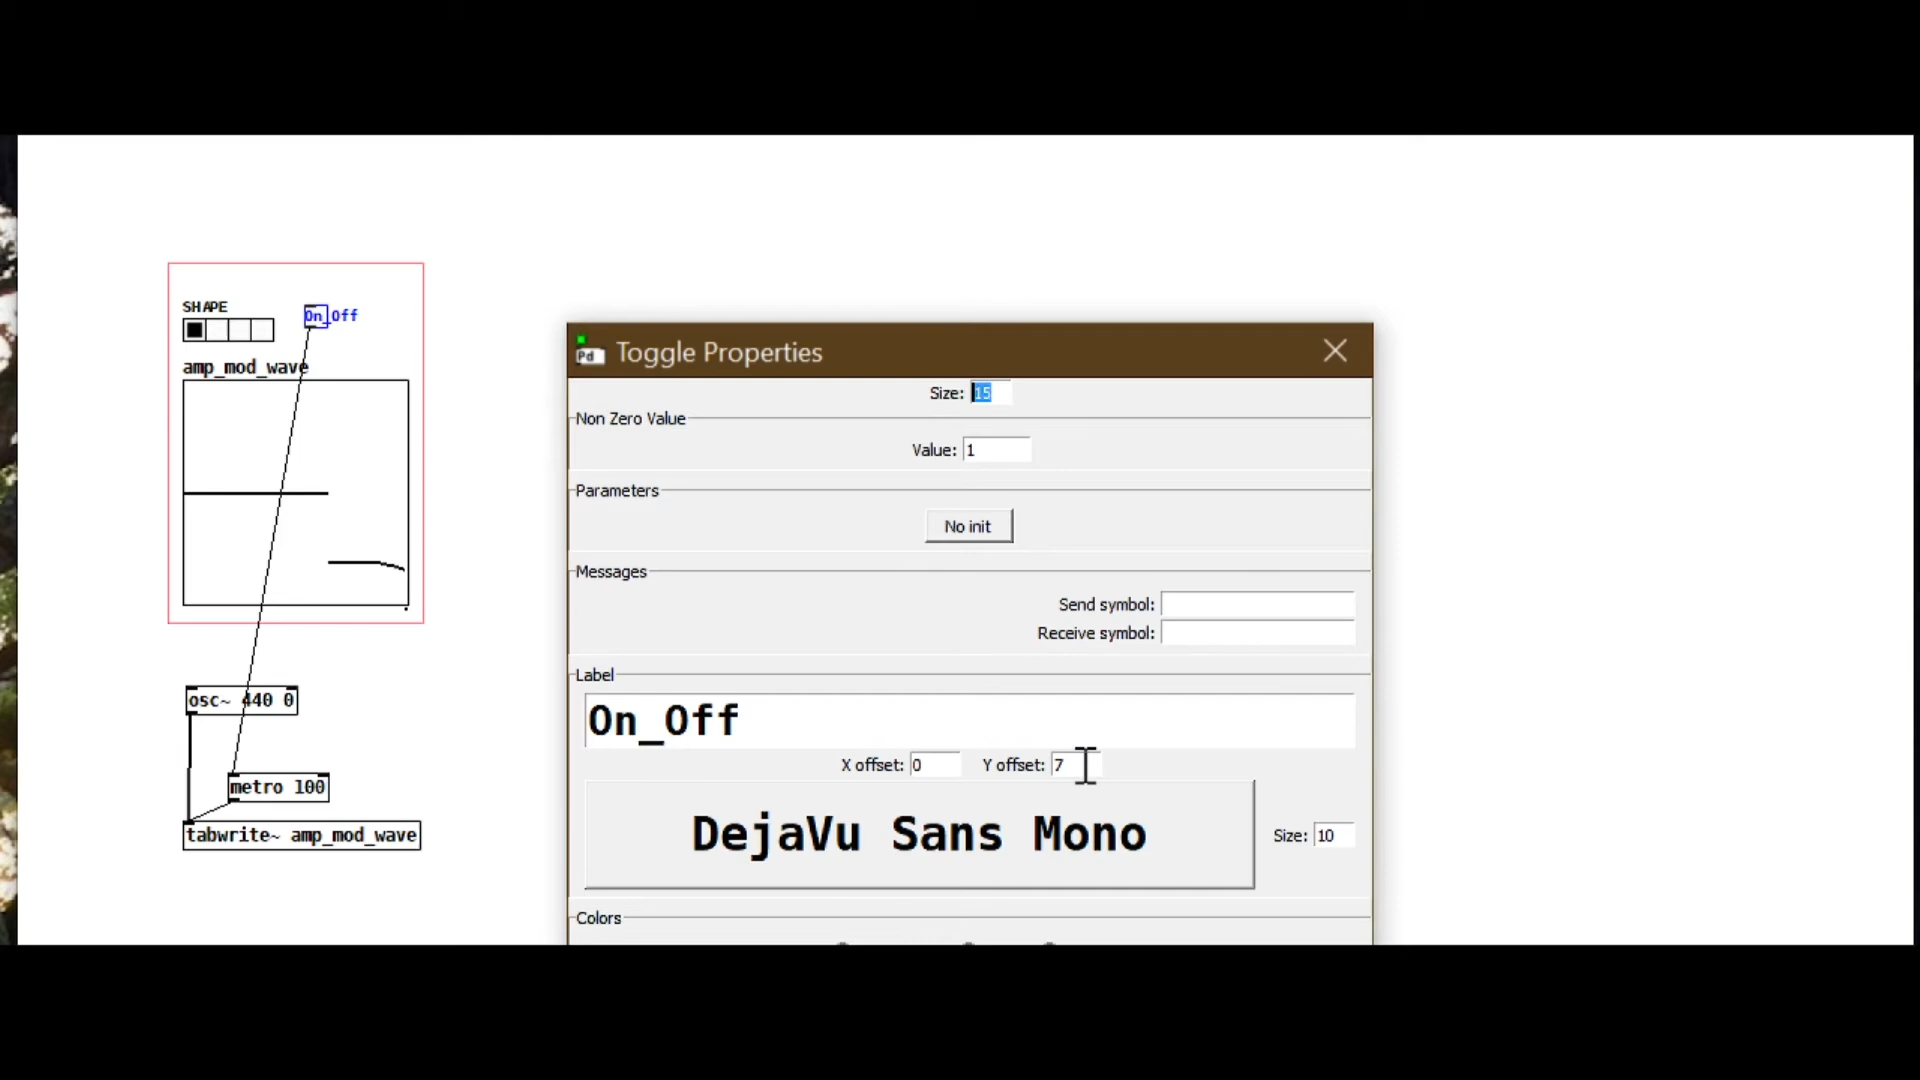 SHAPE
On_Off
amp_mod_wave
osc~ 440 0
metro 100
tabwrite~ amp_mod_wave
Pd Toggle Properties
Size: 15
Non Zero Value
Value: 1
Parameters
No init
Messages
Send symbol:
Receive symbol:
Label
On_Off
X offset: 0 Y offset: 7
DejaVu Sans Mono Size: 10
Colors